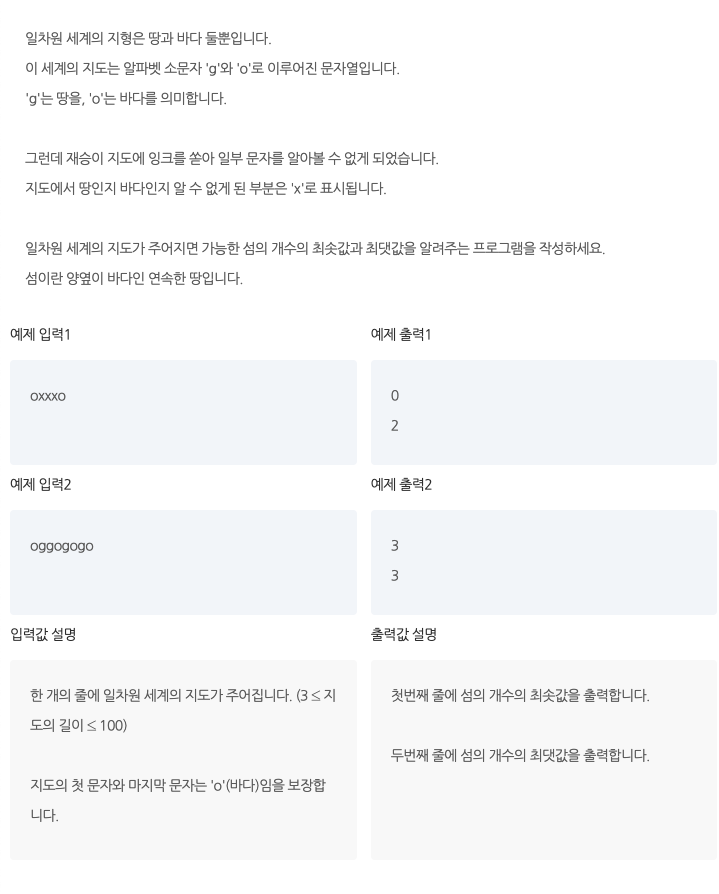 일차원 세계의 지형은 땅과 바다 둘뿐입니다.
이 세계의 지도는 알파벳 소문자 'g'와 'o'로 이루어진 문자열입니다.
'g'는 땅을, 'o'는 바다를 의미합니다.
그런데 재승이 지도에 잉크를 쏟아 일부 문자를 알아볼 수 없게 되었습니다.
지도에서 땅인지 바다인지 알 수 없게 된 부분은 'x'로 표시됩니다.
일차원 세계의 지도가 주어지면 가능한 섬의 개수의 최솟값과 최댓값을 알려주는 프로그램을 작성하세요.
섬이란 양옆이 바다인 연속한 땅입니다.
예제 입력1
예제 출력1
oxxxo
0
2
예제 입력2
예제 출력2
oggogogo
3
3
입력값 설명
출력값 설명
한 개의 줄에 일차원 세계의 지도가 주어집니다. (3 ≤ 지
도의 길이 ≤ 100)
지도의 첫 문자와 마지막 문자는 'o'(바다)임을 보장합
니다.
첫번째 줄에 섬의 개수의 최솟값을 출력합니다.
두번째 줄에 섬의 개수의 최댓값을 출력합니다.